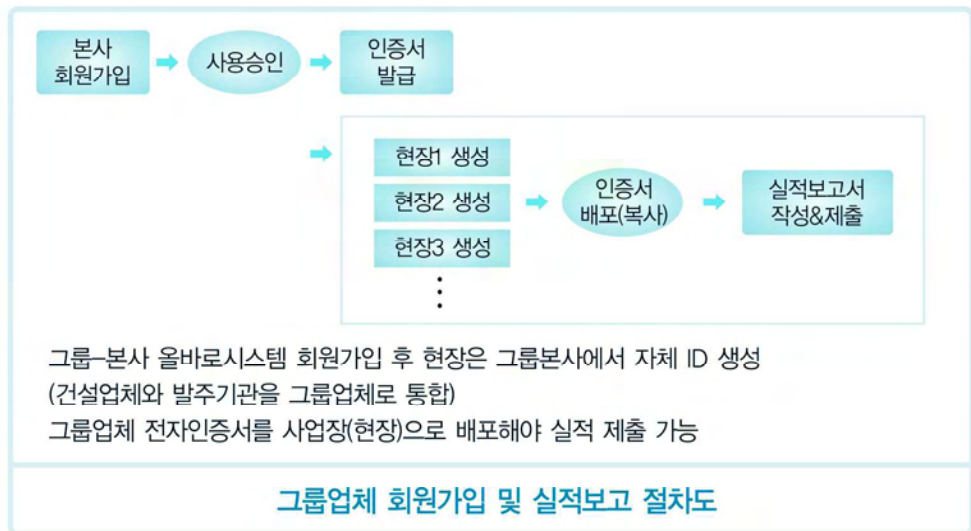 본사
회원가입
사용승인
인증서
발급
현장1 생성
현장2 생성
현장3 생성
인증서
배포(복사)
실적보고서
작성&제출
그룹-본사 올바로시스템 회원가입 후 현장은 그룹본사에서 자체 ID 생성
(건설업체와 발주기관을 그룹업체로 통합)
그룹업체 전자인증서를 사업장(현장)으로 배포해야 실적 제출 가능
그룹업체 회원가입 및 실적보고 절차도